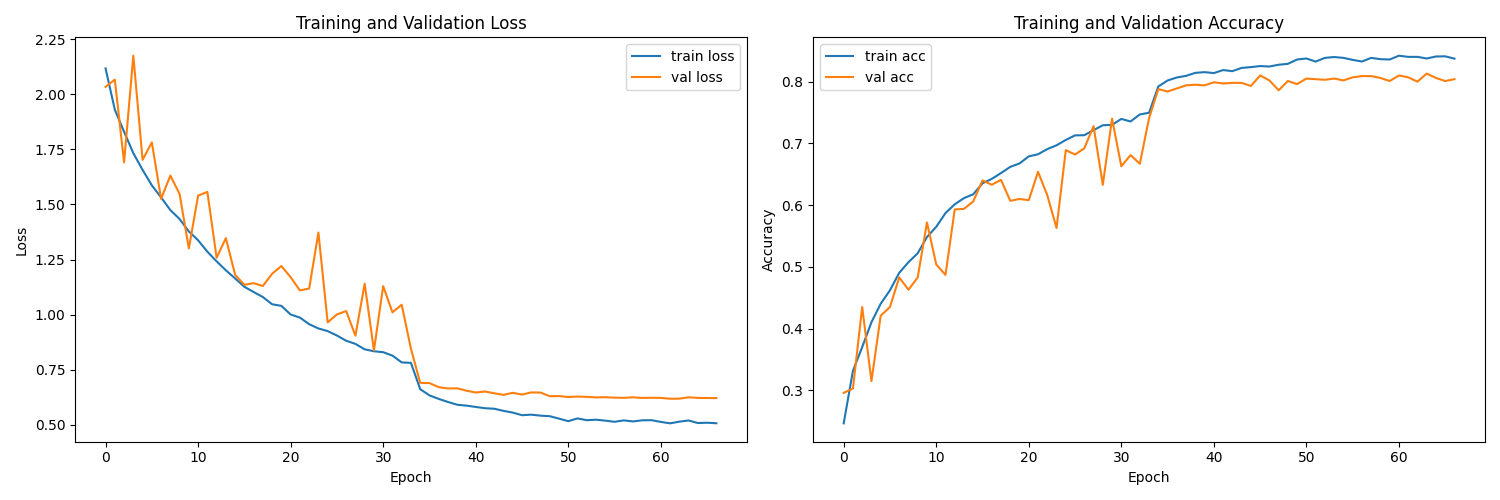 Training and Validation Loss
2.25
2.00
1.75
1.50
1.25
1.00
0.75
0.50
Loss
train loss
val loss
0
10
20
30
40
50
60
Epoch
Training and Validation Accuracy
0.8
0.7
0.6
0.5
0.4
0.3
Accuracy
train acc
val acc
0
10
20
30
40
50
60
Epoch